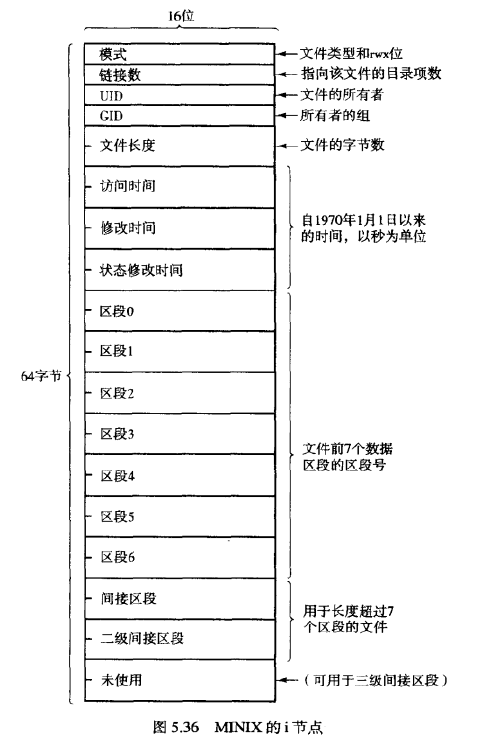 16位
模式
文件类型和rwx位
链接数
指向该文件的目录项数
UID
文件的所有者
GID
所有者的组
文件长度
文件的字节数
访问时间
修改时间
状态修改时间
自1970年1月1日以来
的时间，以秒为单位
64字节
区段0
区段1
区段2
区段3
区段4
区段5
区段6
文件前7个数据
区段的区段号
间接区段
二级间接区段
用于长度超过7
个区段的文件
未使用
（可用于三级间接区段）
图 5.36 MINIX 的 i 节点